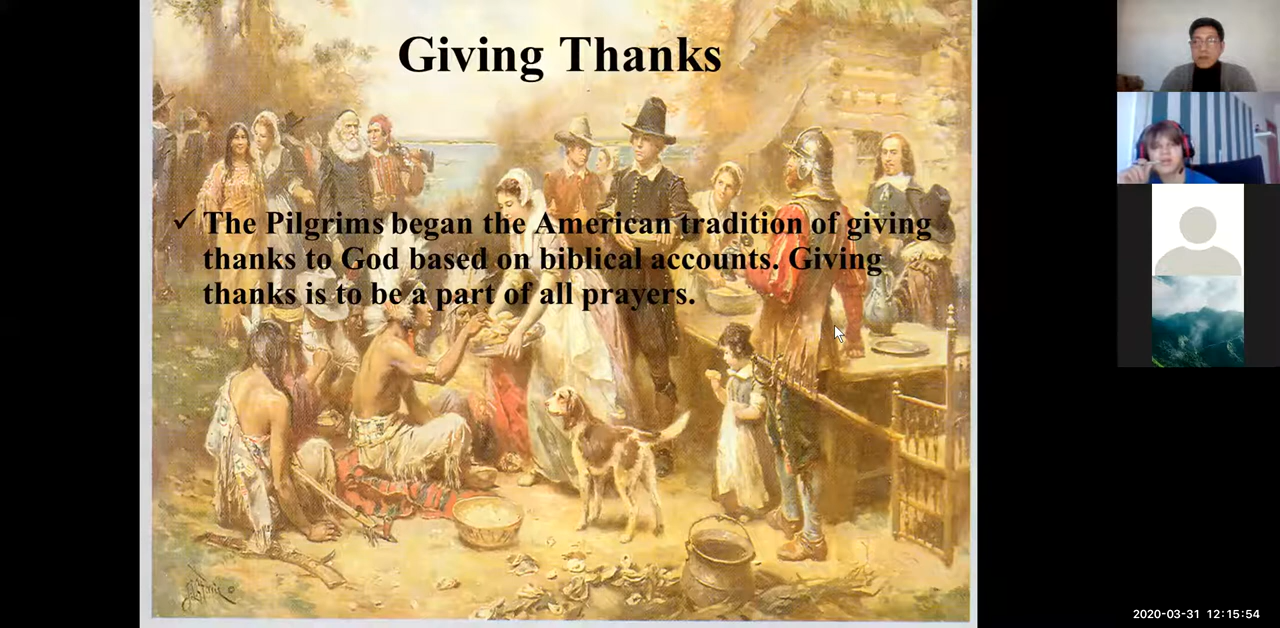 Giving Thanks
✓ The Pilgrims began the American tradition of giving
thanks to God based on biblical accounts. Giving
thanks is to be a part of all prayers.
2020-03-31 12:15:54